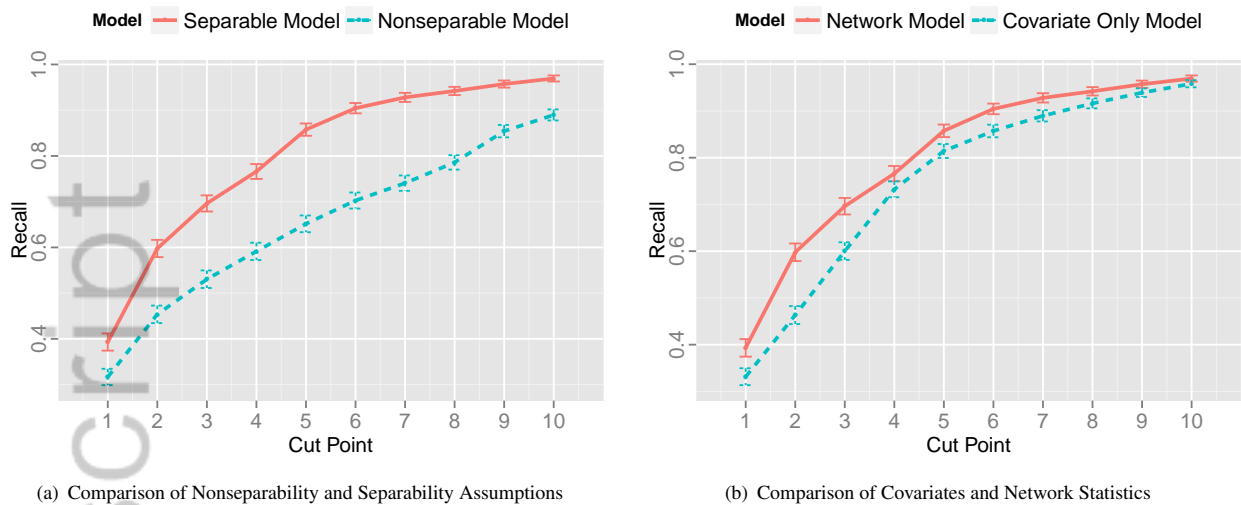 Model Separable Model Nonseparable Model
1.0
0.8
0.6
0.4
Recall
1 2 3 4 5 6 7 8 9 10
Cut Point
(a) Comparison of Nonseparability and Separability Assumptions
Model Network Model Covariate Only Model
1.0
0.8
0.6
0.4
Recall
1 2 3 4 5 6 7 8 9 10
Cut Point
(b) Comparison of Covariates and Network Statistics
cript